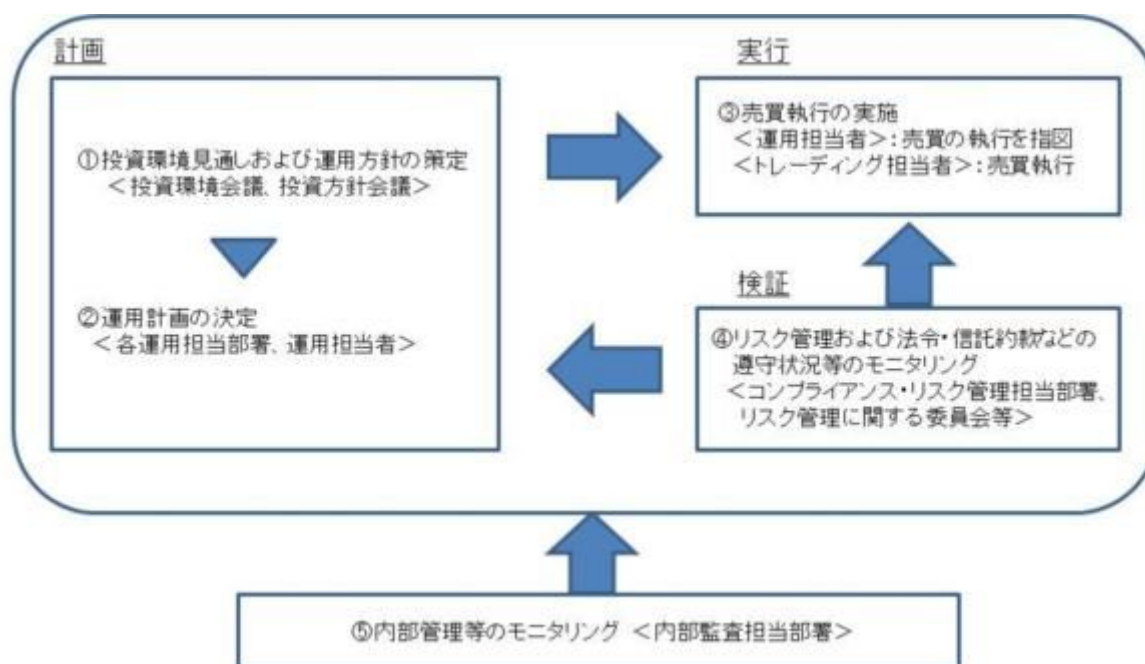 計画
①投資環境見通しおよび運用方針の策定
＜投資環境会議、投資方針会議＞
②運用計画の決定
＜各運用担当部署、運用担当者＞
実行
③売買執行の実施
＜運用担当者＞：売買の執行を指図
＜トレーディング担当者＞：売買執行
検証
④リスク管理および法令・信託約款などの
遵守状況等のモニタリング
＜コンプライアンス・リスク管理担当部署、
リスク管理に関する委員会等＞
⑤内部管理等のモニタリング ＜内部監査担当部署＞